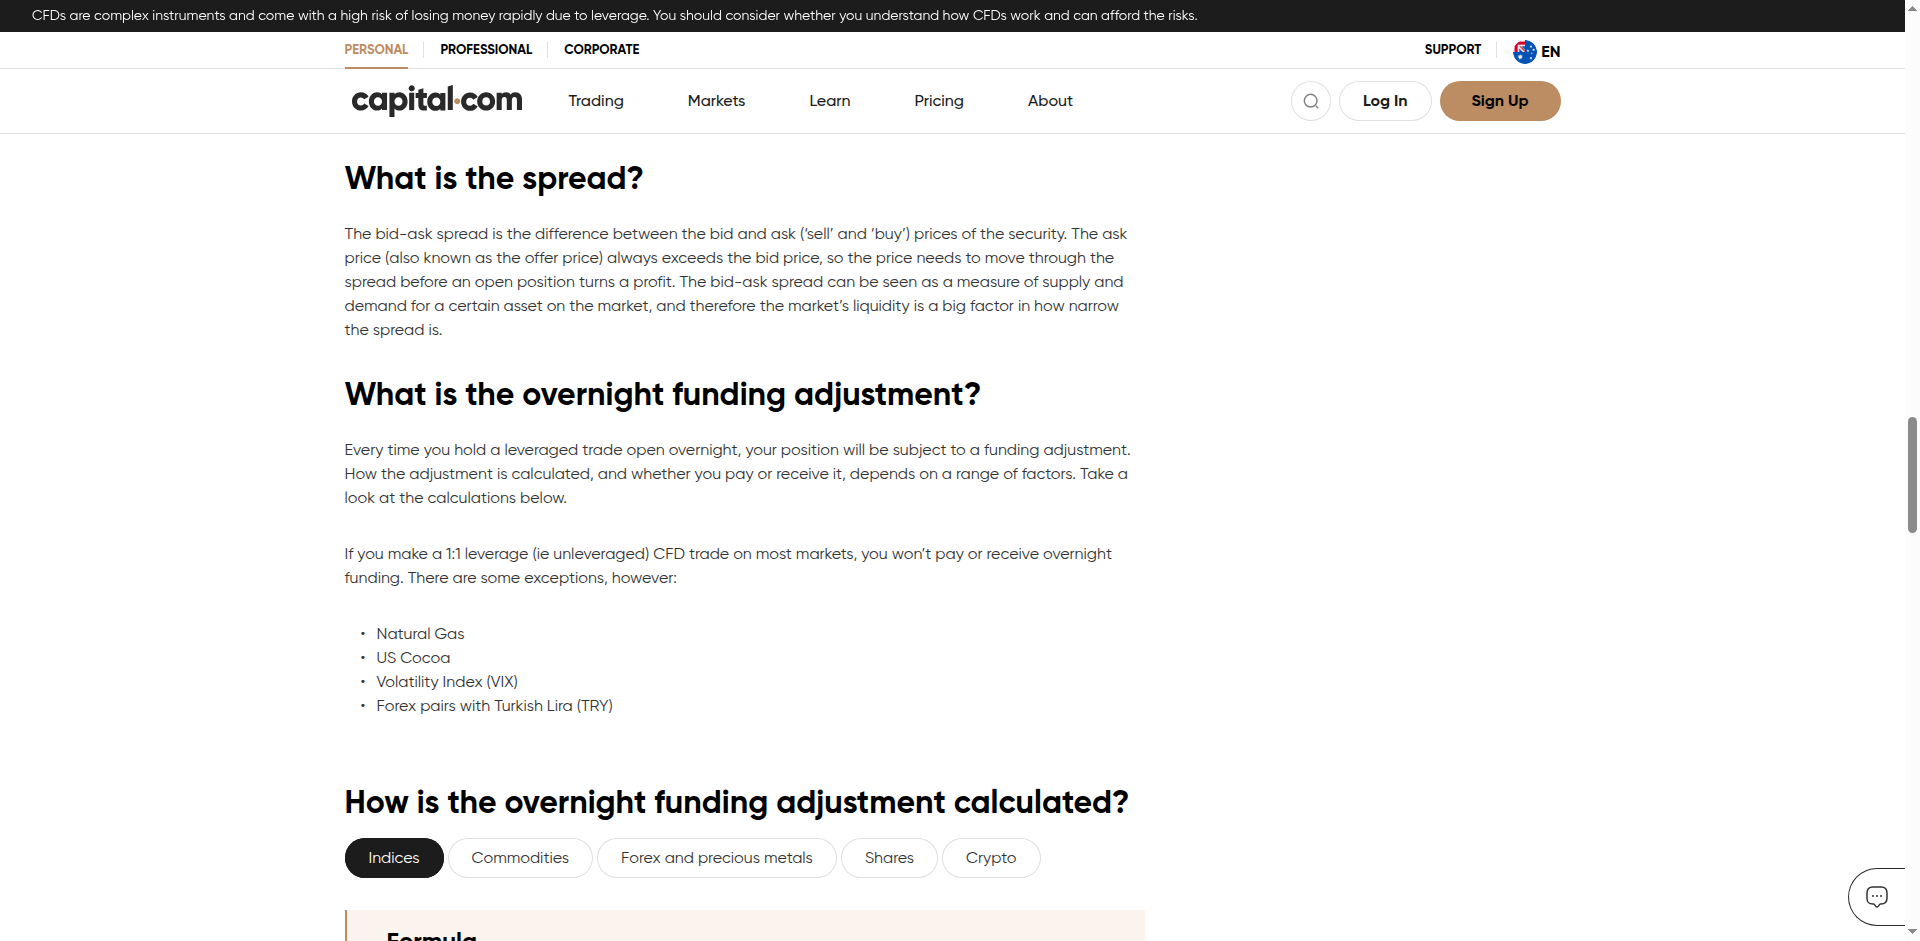 CFDs are complex instruments and come with a high risk of losing money rapidly due to leverage. You should consider whether you understand how CFDs work and can afford the risks.
PERSONAL
PROFESSIONAL
CORPORATE
SUPPORT
EN
capital.com
Trading
Markets
Learn
Pricing
About
Log In
Sign Up
What is the spread?
The bid-ask spread is the difference between the bid and ask (‘sell’ and ‘buy’) prices of the security. The ask
price (also known as the offer price) always exceeds the bid price, so the price needs to move through the
spread before an open position turns a profit. The bid-ask spread can be seen as a measure of supply and
demand for a certain asset on the market, and therefore the market’s liquidity is a big factor in how narrow
the spread is.
What is the overnight funding adjustment?
Every time you hold a leveraged trade open overnight, your position will be subject to a funding adjustment.
How the adjustment is calculated, and whether you pay or receive it, depends on a range of factors. Take a
look at the calculations below.
If you make a 1:1 leverage (ie unleveraged) CFD trade on most markets, you won’t pay or receive overnight
funding. There are some exceptions, however:
• Natural Gas
• US Cocoa
• Volatility Index (VIX)
• Forex pairs with Turkish Lira (TRY)
How is the overnight funding adjustment calculated?
Indices
Commodities
Forex and precious metals
Shares
Crypto
Formula